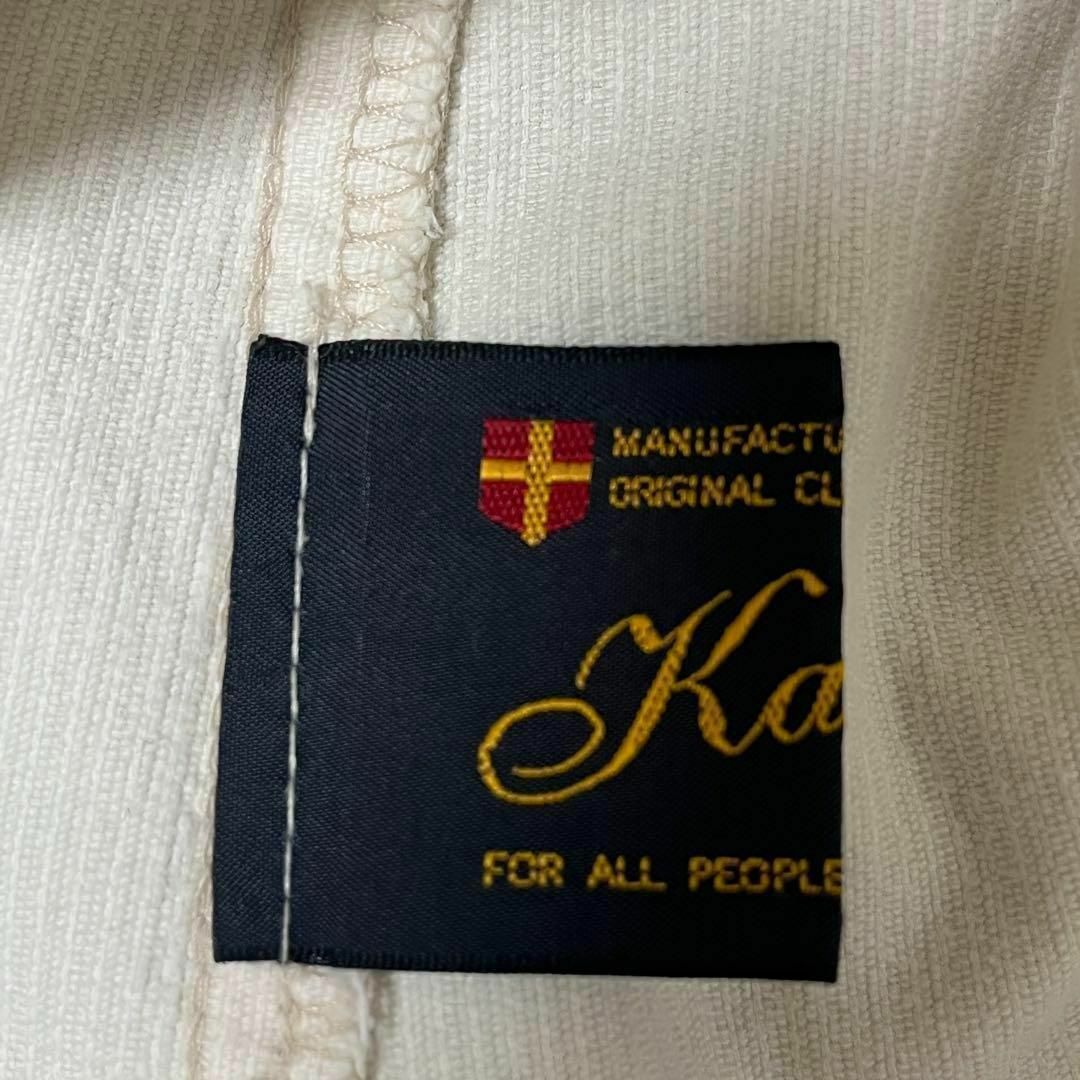 MANUFACTU
ORIGINAL CL
Ka
FOR ALL PEOPLE